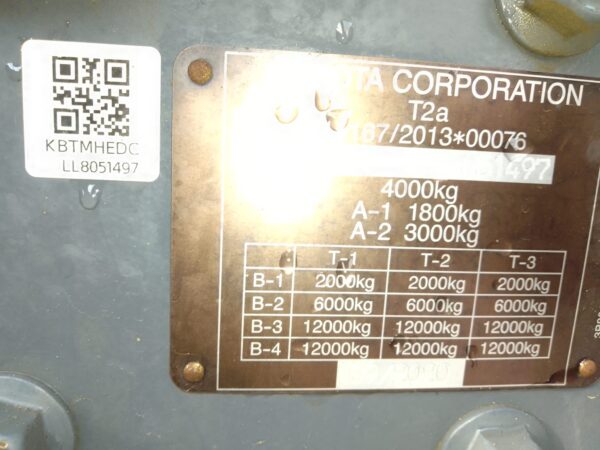 KBTMHEDC
LL8051497
TA CORPORATION
T2a
167/2013*00076
1497
4000kg
A-1 1800kg
A-2 3000kg
T-1 T-2 T-3
B-1 2000kg 2000kg 2000kg
B-2 6000kg 6000kg 6000kg
B-3 12000kg 12000kg 12000kg
B-4 12000kg 12000kg 12000kg